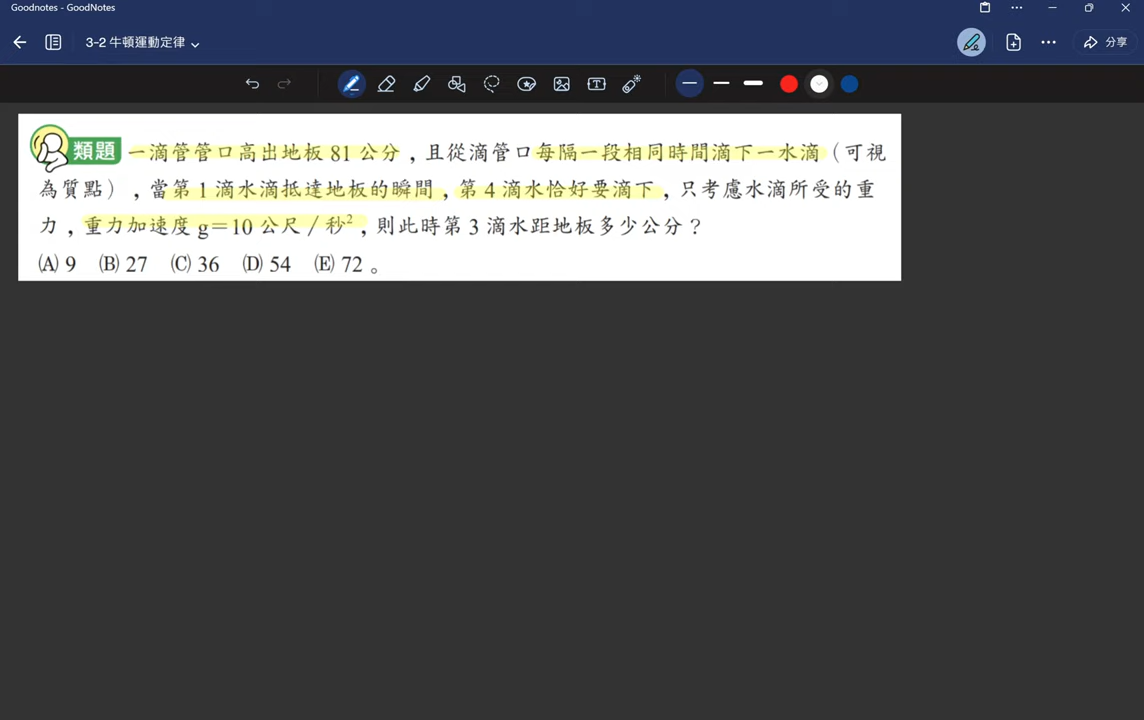 Goodnotes - GoodNotes
3-2 牛頓運動定律
分享
類題 一滴管管口高出地板 81 公分，且從滴管口每隔一段相同時間滴下一水滴（可視
為質點），當第 1 滴水滴抵達地板的瞬間，第 4 滴水恰好要滴下，只考慮水滴所受的重
力，重力加速度 g＝10 公尺／秒²，則此時第 3 滴水距地板多少公分？
(A) 9 (B) 27 (C) 36 (D) 54 (E) 72 。